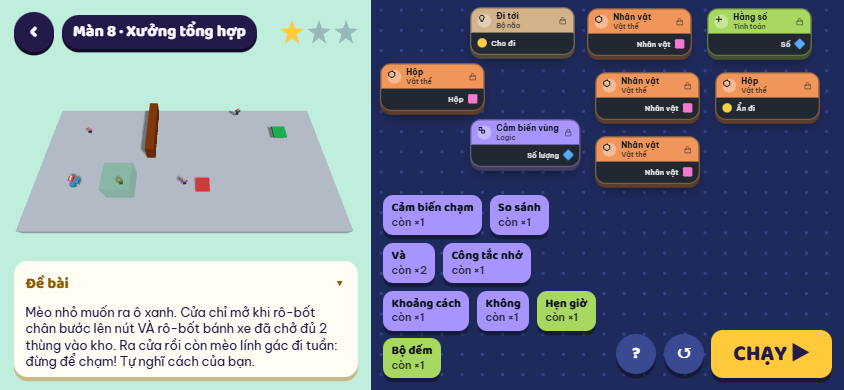 Màn 8 · Xưởng tổng hợp
Đề bài
Mèo nhỏ muốn ra ô xanh. Cửa chỉ mở khi rô-bốt
chân bước lên nút VÀ rô-bốt bánh xe đã chở đủ 2
thùng vào kho. Ra cửa rồi còn mèo lính gác đi tuần:
đừng để chạm! Tự nghĩ cách của bạn.
Đi tới
Bộ não
Cho đi
Nhân vật
Vật thể
Nhân vật
Hằng số
Tính toán
Số
Hộp
Vật thể
Hộp
Nhân vật
Vật thể
Nhân vật
Hộp
Vật thể
Ẩn đi
Cảm biến vùng
Logic
Số lượng
Nhân vật
Vật thể
Nhân vật
Cảm biến chạm
còn ×1
So sánh
còn ×1
Và
còn ×2
Công tắc nhớ
còn ×1
Khoảng cách
còn ×1
Không
còn ×1
Hẹn giờ
còn ×1
Bộ đếm
còn ×1
?
CHẠY